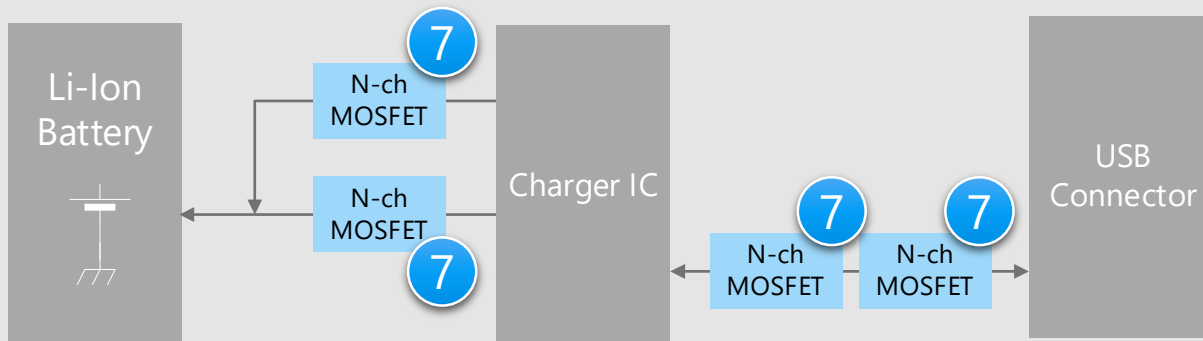 Li-Ion
Battery
7
N-ch
MOSFET
N-ch
MOSFET
7
Charger IC
7
N-ch
MOSFET
7
N-ch
MOSFET
USB
Connector